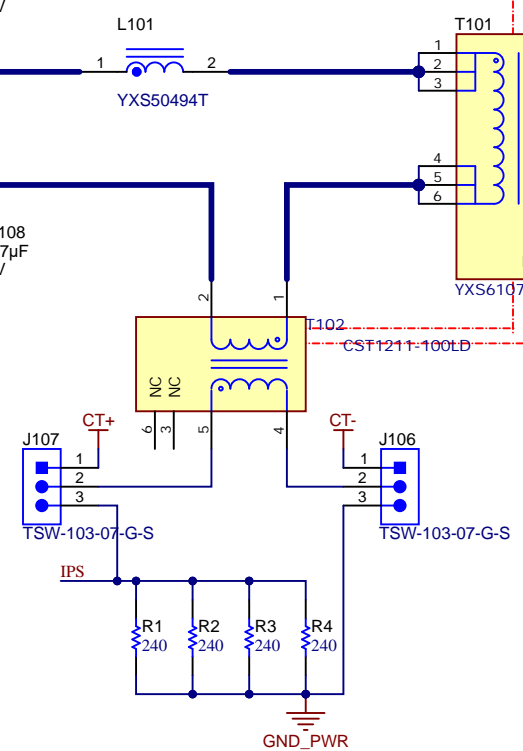 /
L101
T101
1
2
YXS50494T
1
2
3
4
5
6
108
7µF
/
YXS6107
2
1
T102
CST1211-100LD
NC
NC
6
3
5
4
CT+
CT-
J107
J106
1
2
3
1
2
3
TSW-103-07-G-S
TSW-103-07-G-S
IPS
R1
240
R2
240
R3
240
R4
240
GND_PWR